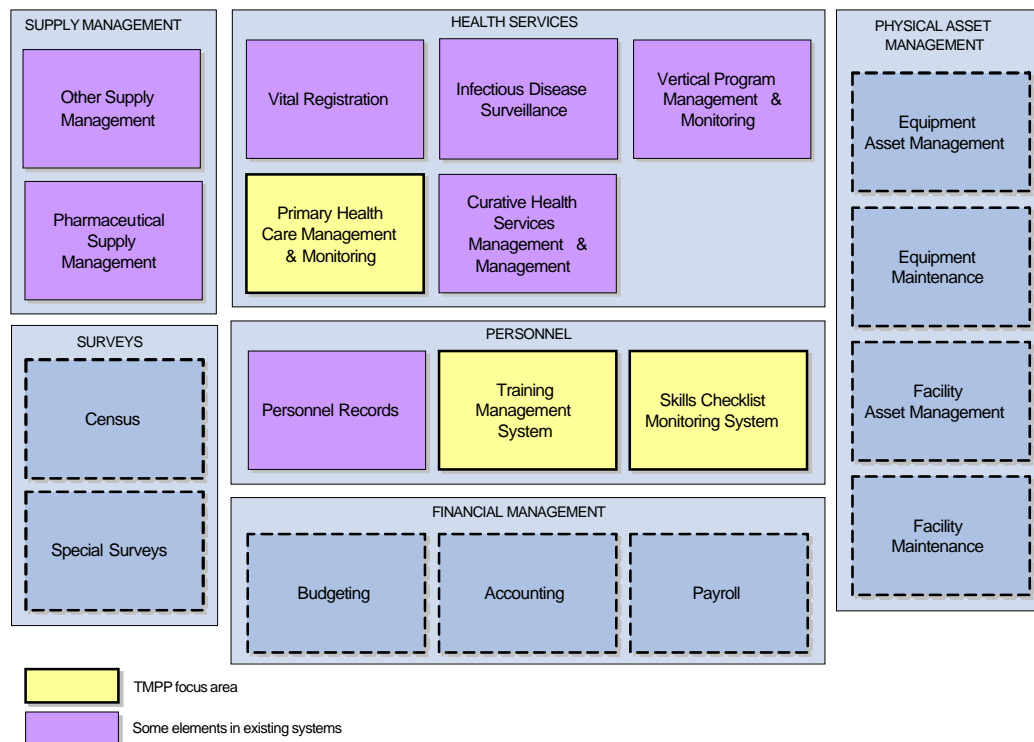 SUPPLY MANAGEMENT
Other Supply
Management
Pharmaceutical
Supply
Management
HEALTH SERVICES
Vital Registration
Infectious Disease
Surveillance
Vertical Program
Management &
Monitoring
Primary Health
Care Management
& Monitoring
Curative Health
Services
Management &
Management
PHYSICAL ASSET
MANAGEMENT
Equipment
Asset Management
Equipment
Maintenance
Facility
Asset Management
Facility
Maintenance
SURVEYS
Census
Special Surveys
PERSONNEL
Personnel Records
Training
Management
System
Skills Checklist
Monitoring System
FINANCIAL MANAGEMENT
Budgeting
Accounting
Payroll
TMPP focus area
Some elements in existing systems